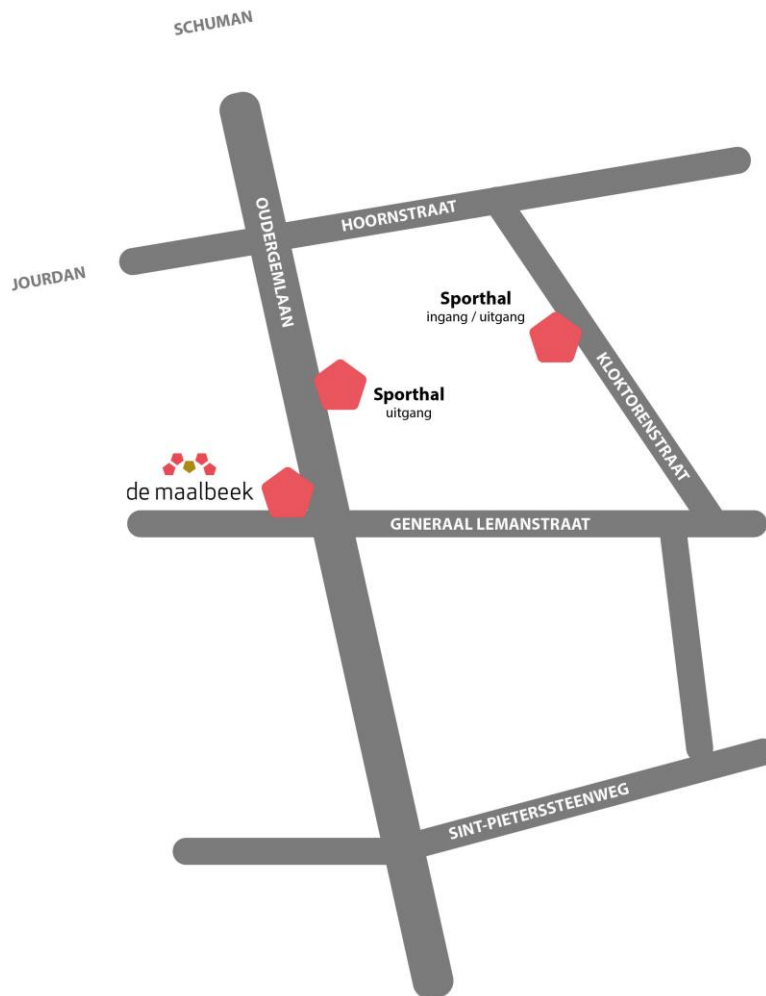 SCHUMAN
OUDERGEMLAAN
HOORNSTRAAT
JOURDAN
Sporthal
ingang / uitgang
KLOKTORENSTRAAT
Sporthal
uitgang
de maalbeek
GENERAAL LEMANSTRAAT
SINT-PIETERSSTEENWEG